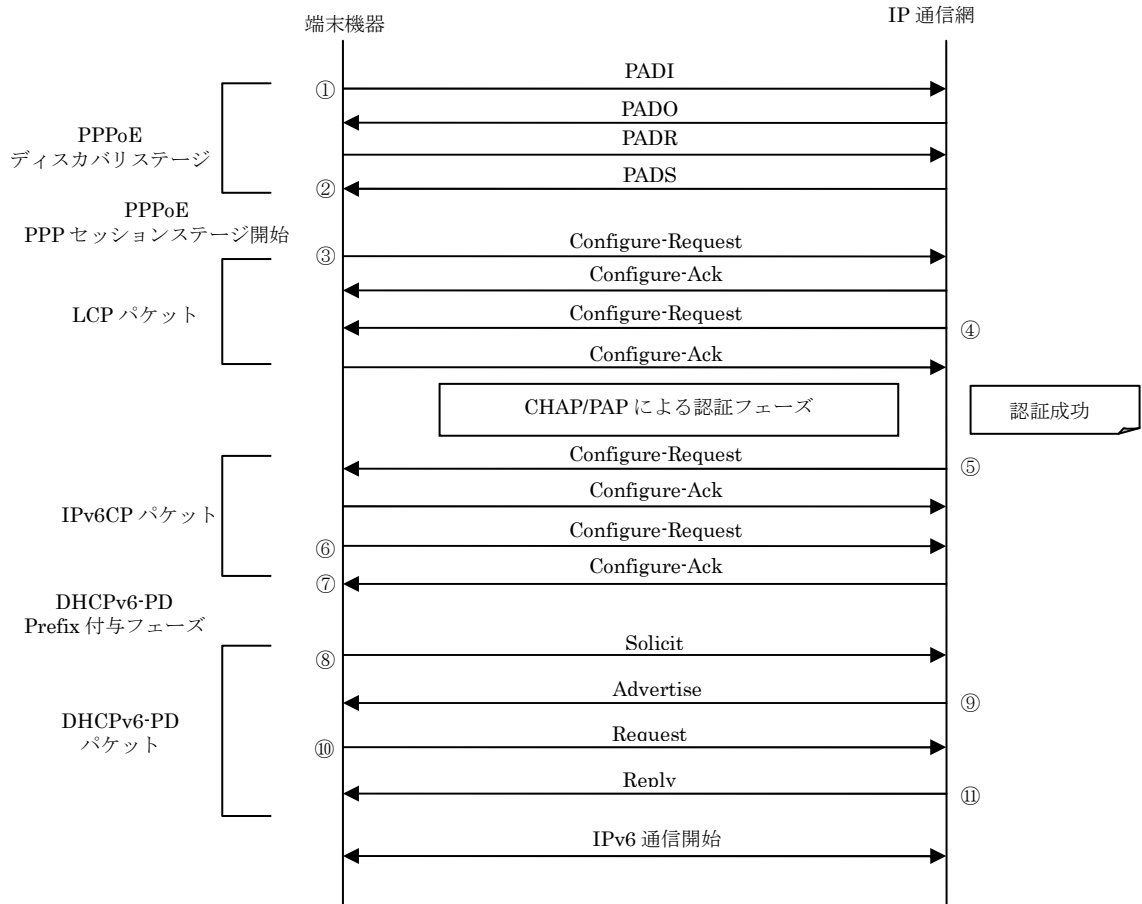 端末機器
IP 通信網
①
PADI
PADO
PPPoE
ディスカバリステージ
PADR
②
PADS
PPPoE
PPP セッションステージ開始
③
Configure-Request
Configure-Ack
LCP パケット
Configure-Request
④
Configure-Ack
CHAP/PAP による認証フェーズ
認証成功
Configure-Request
⑤
Configure-Ack
IPv6CP パケット
⑥
Configure-Request
⑦
Configure-Ack
DHCPv6-PD
Prefix 付与フェーズ
⑧
Solicit
Advertise
⑨
DHCPv6-PD
パケット
⑩
Request
Reply
⑪
IPv6 通信開始